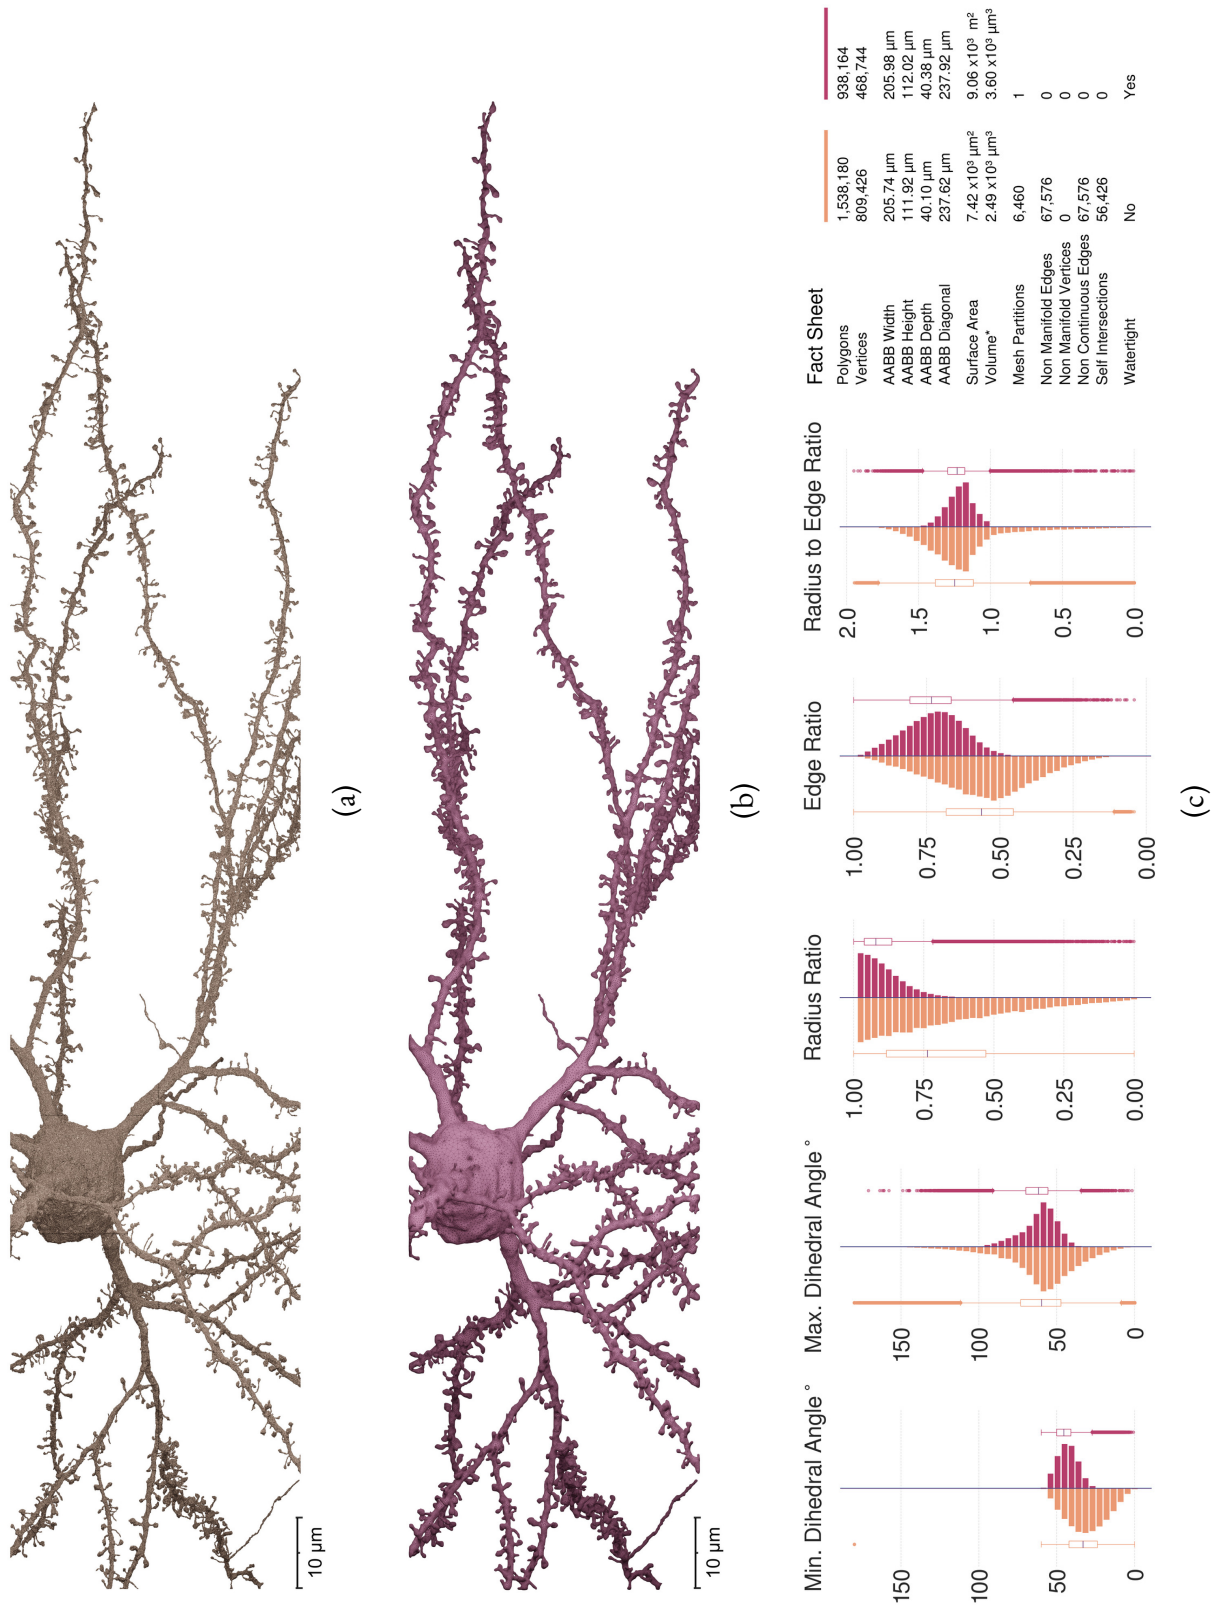 10 µm
(a)
10 µm
(b)
Min. Dihedral Angle °
150
100
50
0
Max. Dihedral Angle °
150
100
50
0
Radius Ratio
1.00
0.75
0.50
0.25
0.00
Edge Ratio
1.00
0.75
0.50
0.25
0.00
Radius to Edge Ratio
2.0
1.5
1.0
0.5
0.0
Fact Sheet
Polygons 1,538,180 938,164
Vertices 809,426 468,744
AABB Width 205.74 µm 205.98 µm
AABB Height 111.92 µm 112.02 µm
AABB Depth 40.10 µm 40.38 µm
AABB Diagonal 237.62 µm 237.92 µm
Surface Area 7.42 x10³ µm² 9.06 x10³ m²
Volume* 2.49 x10³ µm³ 3.60 x10³ µm³
Mesh Partitions 6,460 1
Non Manifold Edges 67,576 0
Non Manifold Vertices 0 0
Non Continuous Edges 67,576 0
Self Intersections 56,426 0
Watertight No Yes
(c)